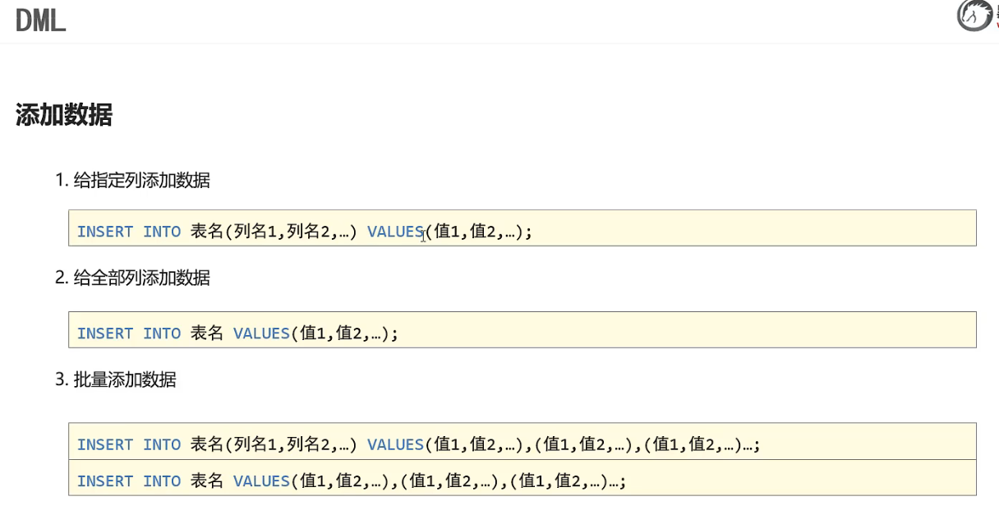 DML
添加数据
1. 给指定列添加数据
INSERT INTO 表名(列名1,列名2,…) VALUES(值1,值2,…);
2. 给全部列添加数据
INSERT INTO 表名 VALUES(值1,值2,…);
3. 批量添加数据
INSERT INTO 表名(列名1,列名2,…) VALUES(值1,值2,…),(值1,值2,…),(值1,值2,…)…;
INSERT INTO 表名 VALUES(值1,值2,…),(值1,值2,…),(值1,值2,…)…;